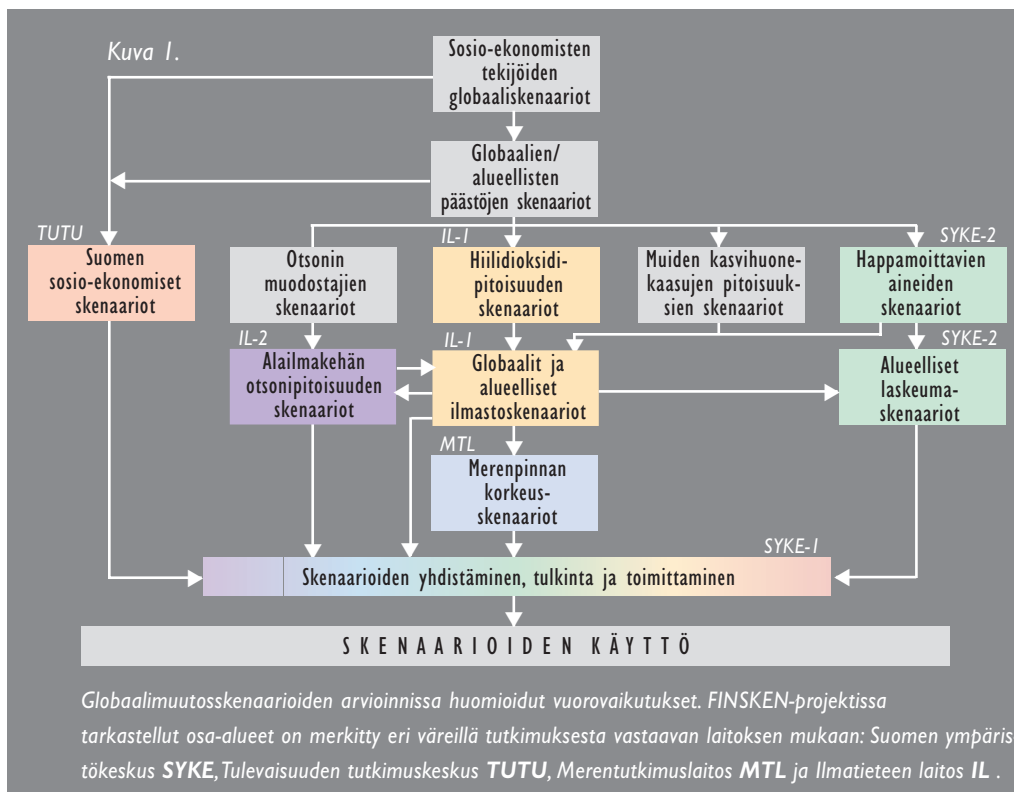 Kuva 1.
Sosio-ekonomisten
tekijöiden
globaaliskenaariot
Globaalien/
alueellisten
päästöjen skenaariot
TUTU
Suomen
sosio-ekonomiset
skenaariot
Otsonin
muodostajien
skenaariot
IL-1
Hiilidioksidi-
pitoisuuden
skenaariot
Muiden kasvihuone-
kaasujen pitoisuuk-
sien skenaariot
SYKE-2
Happamoittavien
aineiden
skenaariot
IL-2
Alailmakehän
otsonipitoisuuden
skenaariot
IL-1
Globaalit ja
alueelliset
ilmastoskenaariot
SYKE-2
Alueelliset
laskeuma-
skenaariot
MTL
Merenpinnan
korkeus-
skenaariot
SYKE-1
Skenaarioiden yhdistäminen, tulkinta ja toimittaminen
SKENAARIOIDEN KÄYTTÖ
Globaalimuutosskenaarioiden arvioinnissa huomioidut vuorovaikutukset. FINSKEN-projektissa
tarkastellut osa-alueet on merkitty eri väreillä tutkimuksesta vastaavan laitoksen mukaan: Suomen ympäris
tökeskus SYKE, Tulevaisuuden tutkimuskeskus TUTU, Merentutkimuslaitos MTL ja Ilmatieteen laitos IL .